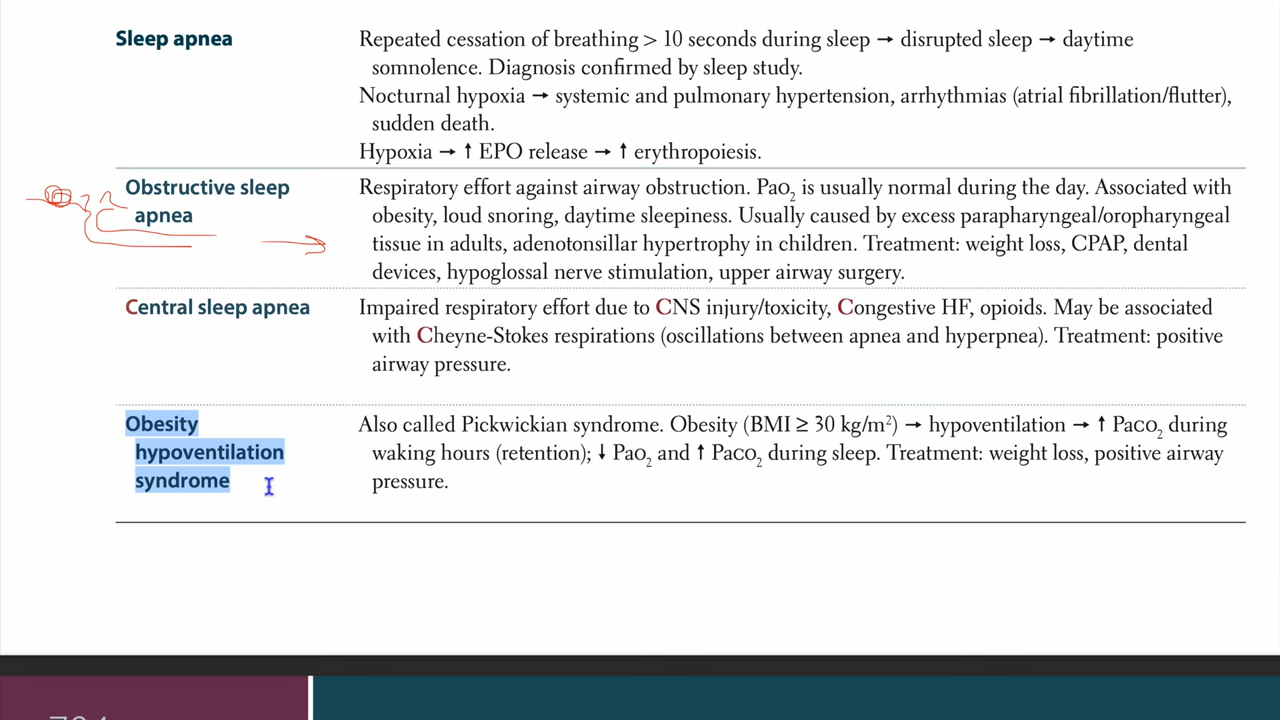 Sleep apnea
Repeated cessation of breathing > 10 seconds during sleep → disrupted sleep → daytime
somnolence. Diagnosis confirmed by sleep study.
Nocturnal hypoxia → systemic and pulmonary hypertension, arrhythmias (atrial fibrillation/flutter),
sudden death.
Hypoxia → ↑ EPO release → ↑ erythropoiesis.
Obstructive sleep
apnea
Respiratory effort against airway obstruction. PaO₂ is usually normal during the day. Associated with
obesity, loud snoring, daytime sleepiness. Usually caused by excess parapharyngeal/oropharyngeal
tissue in adults, adenotonsillar hypertrophy in children. Treatment: weight loss, CPAP, dental
devices, hypoglossal nerve stimulation, upper airway surgery.
Central sleep apnea
Impaired respiratory effort due to CNS injury/toxicity, Congestive HF, opioids. May be associated
with Cheyne-Stokes respirations (oscillations between apnea and hyperpnea). Treatment: positive
airway pressure.
Obesity
hypoventilation
syndrome
Also called Pickwickian syndrome. Obesity (BMI ≥ 30 kg/m²) → hypoventilation → ↑ PaCO₂ during
waking hours (retention); ↓ PaO₂ and ↑ PaCO₂ during sleep. Treatment: weight loss, positive airway
pressure.